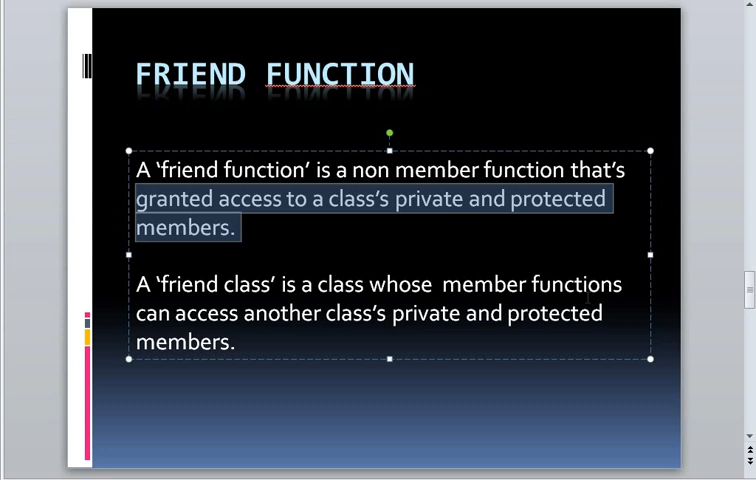 FRIEND FUNCTION
A ‘friend function’ is a non member function that’s
granted access to a class’s private and protected
members.
A ‘friend class’ is a class whose  member functions
can access another class’s private and protected
members.